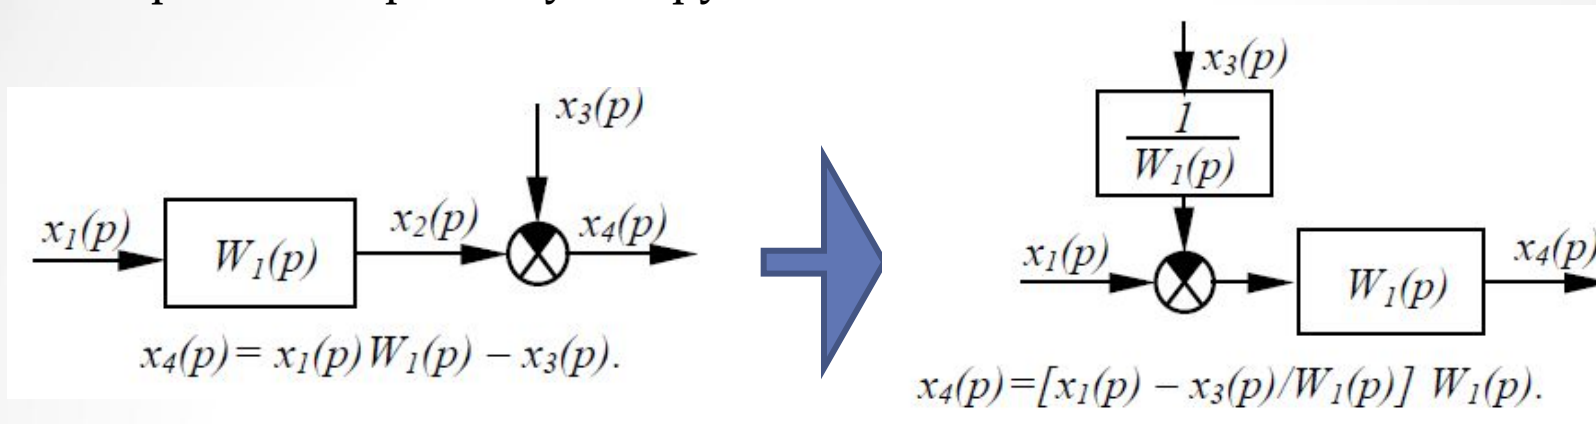 x₃(p)
x₁(p)
W₁(p)
x₂(p)
x₄(p)
x₄(p)= x₁(p)W₁(p) – x₃(p).
x₃(p)
1
W₁(p)
x₁(p)
W₁(p)
x₄(p)
x₄(p)=[x₁(p) – x₃(p)/W₁(p)] W₁(p).